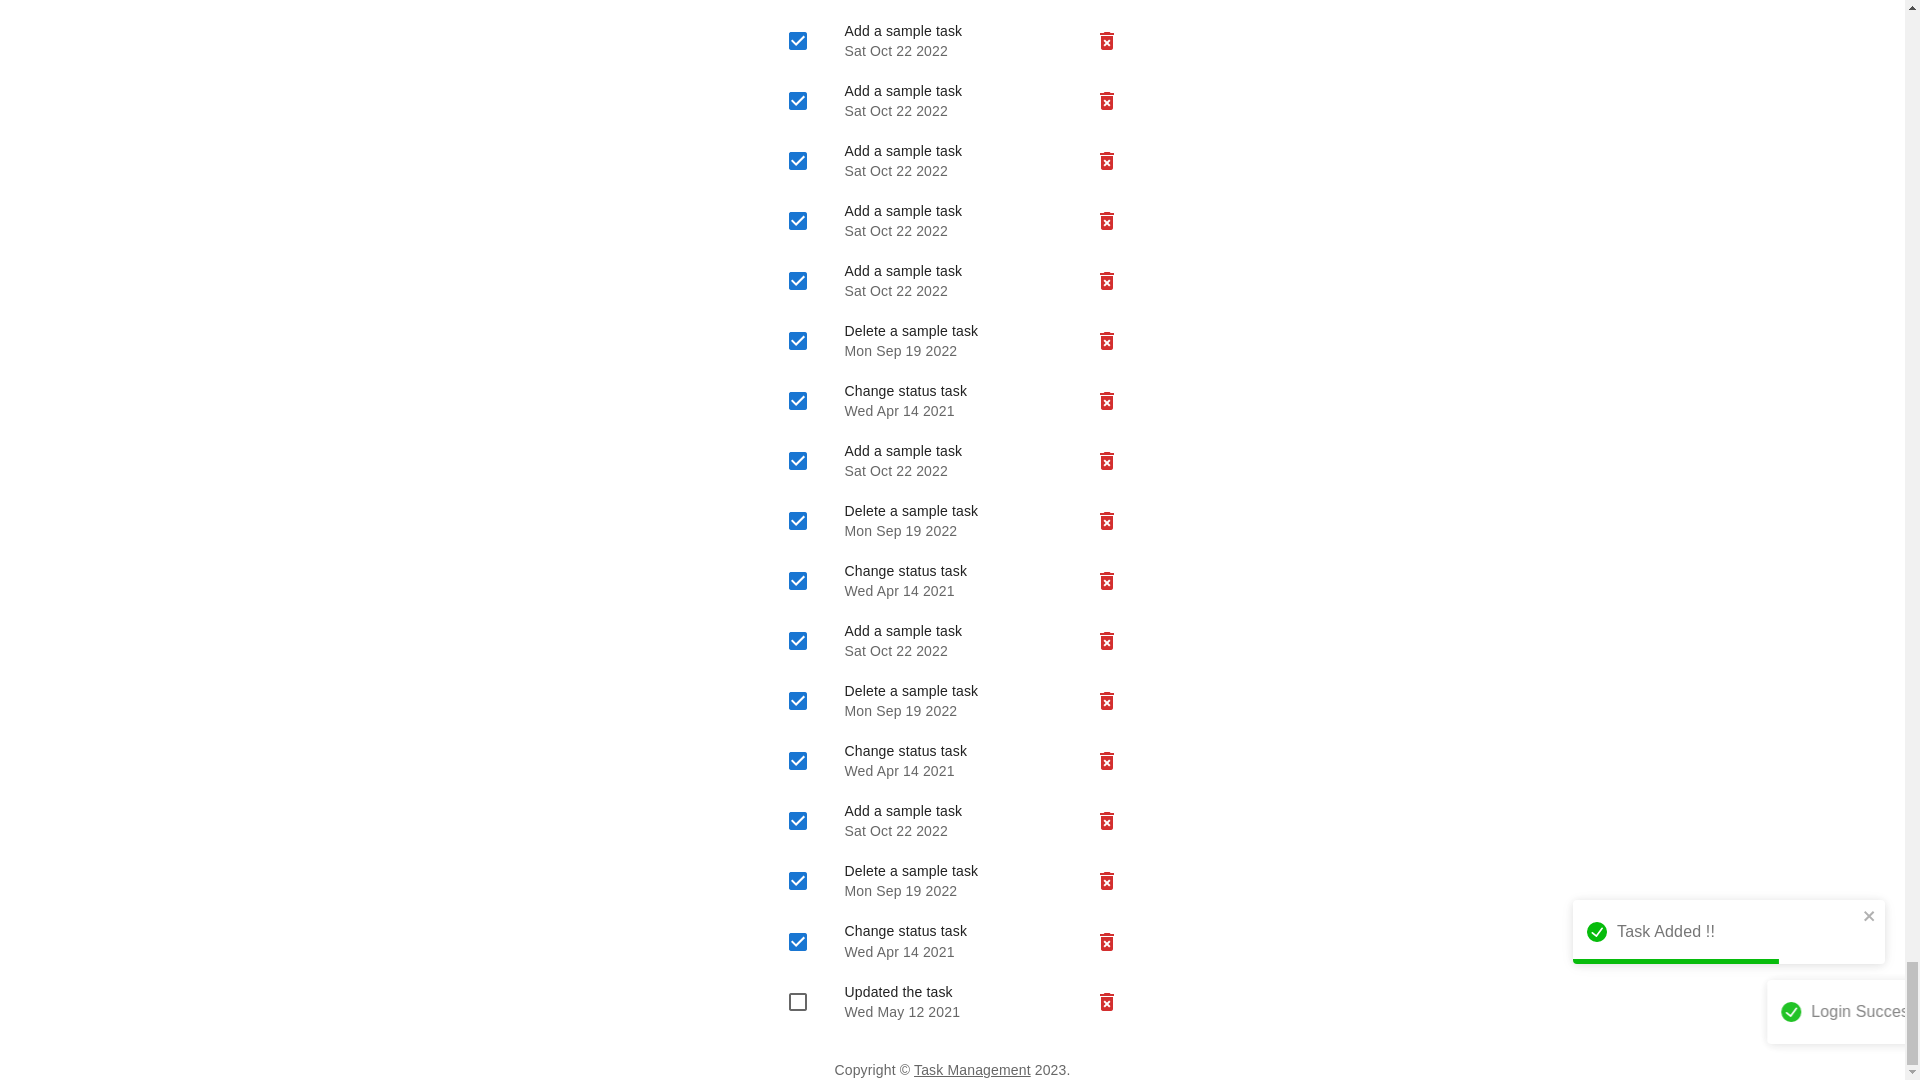 Add a sample task
Sat Oct 22 2022
Add a sample task
Sat Oct 22 2022
Add a sample task
Sat Oct 22 2022
Add a sample task
Sat Oct 22 2022
Add a sample task
Sat Oct 22 2022
Delete a sample task
Mon Sep 19 2022
Change status task
Wed Apr 14 2021
Add a sample task
Sat Oct 22 2022
Delete a sample task
Mon Sep 19 2022
Change status task
Wed Apr 14 2021
Add a sample task
Sat Oct 22 2022
Delete a sample task
Mon Sep 19 2022
Change status task
Wed Apr 14 2021
Add a sample task
Sat Oct 22 2022
Delete a sample task
Mon Sep 19 2022
Change status task
Wed Apr 14 2021
Updated the task
Wed May 12 2021
Task Added !!
Login Succes
Copyright © Task Management 2023.